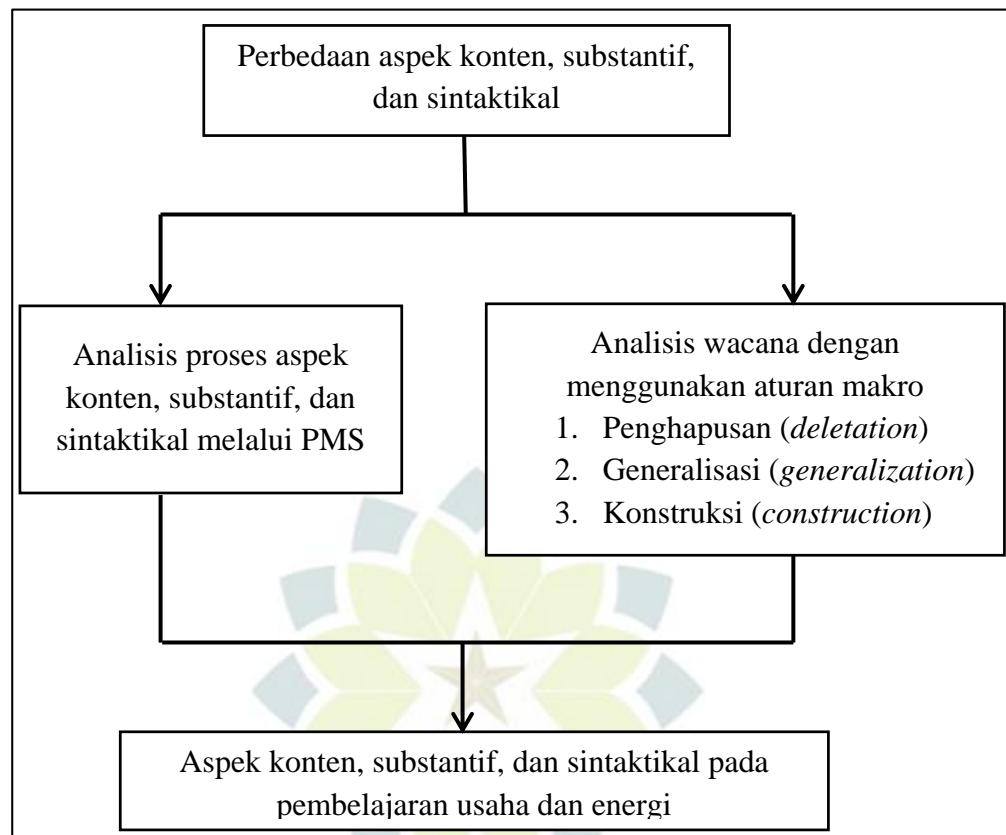 Perbedaan aspek konten, substantif,
dan sintaktikal
Analisis proses aspek
konten, substantif, dan
sintaktikal melalui PMS
Analisis wacana dengan
menggunakan aturan makro
1. Penghapusan (deletation)
2. Generalisasi (generalization)
3. Konstruksi (construction)
Aspek konten, substantif, dan sintaktikal pada
pembelajaran usaha dan energi